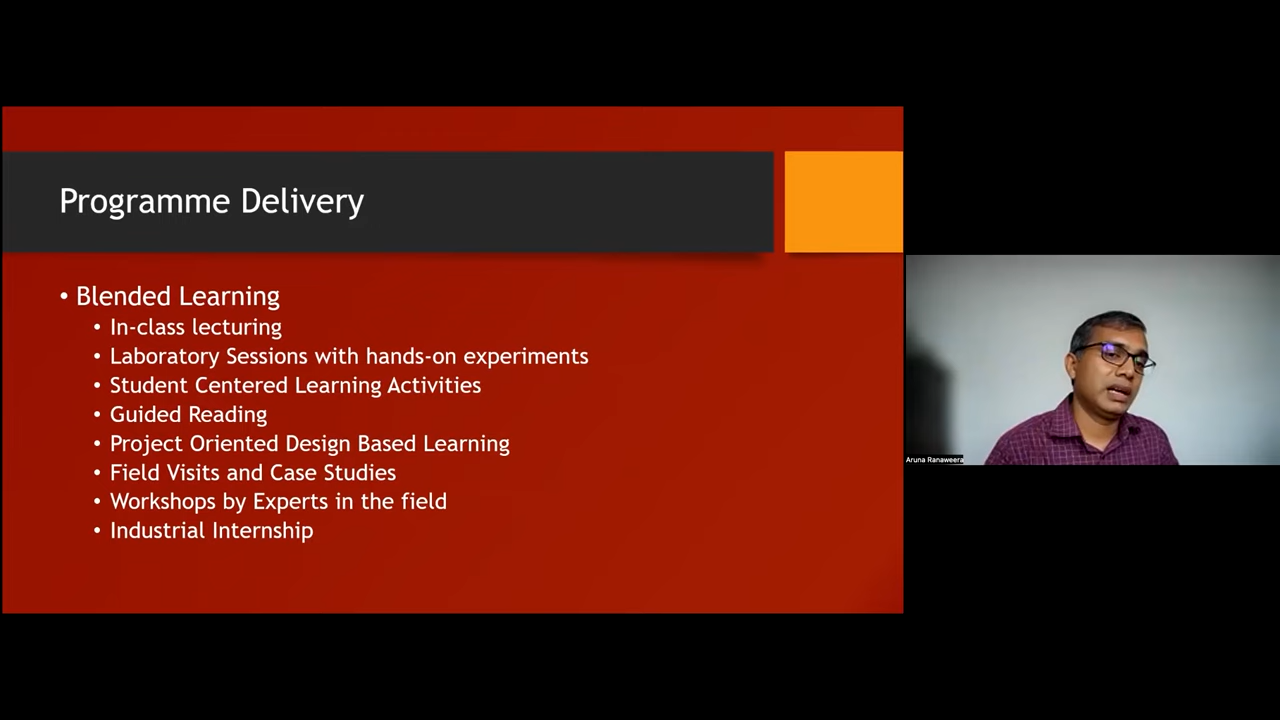 Programme Delivery
• Blended Learning
• In-class lecturing
• Laboratory Sessions with hands-on experiments
• Student Centered Learning Activities
• Guided Reading
• Project Oriented Design Based Learning
• Field Visits and Case Studies
• Workshops by Experts in the field
• Industrial Internship
Aruna Ranaweera